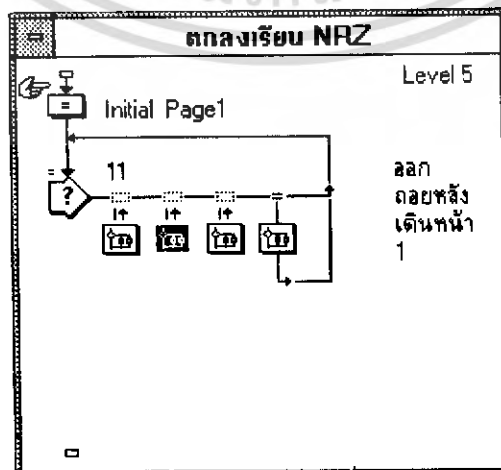 ตกลงเรียน NRZ
Level 5
= Initial Page1
= 11
?
ออก
ถอยหลัง
เดินหน้า
1